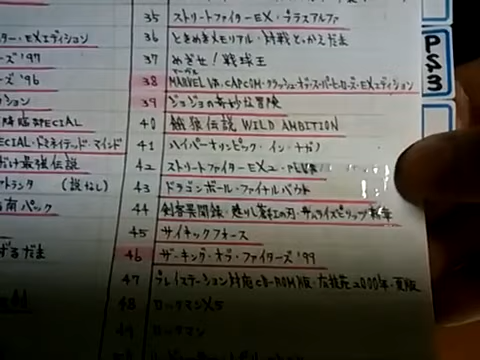 ター・EXエディション
ーズ'97
ーズ'96
ション
降臨 SPECIAL
ECIAL・ドミネイテッド・マインド
だけ最強伝説
アトランタ (説なし)
南パック
ずるだま
35 ストリートファイターEX・プラスアルファ
36 ときめきメモリアル・対戦とっかえだま
37 めざせ!戦球王
38 MARVEL VS. CAPCOM・クラッシュ・オブ・スーパーヒーローズ・EXエディション
39 ジョジョの奇妙な冒険
40 餓狼伝説 WILD AMBITION
41 ハイパーオリンピック・イン・ナガノ
42 ストリートファイターEX2・PLUS
43 ドラゴンボール・ファイナルバウト
44 剣客異聞録・甦りし蒼紅の刃・サムライスピリッツ新章
45 サイキックフォース
46 ザ・キング・オブ・ファイターズ'99
47 プレイステーション対応CD-ROM版・広技苑2000年・夏版
48 ロックマンX5
49 ロックマン
PS3